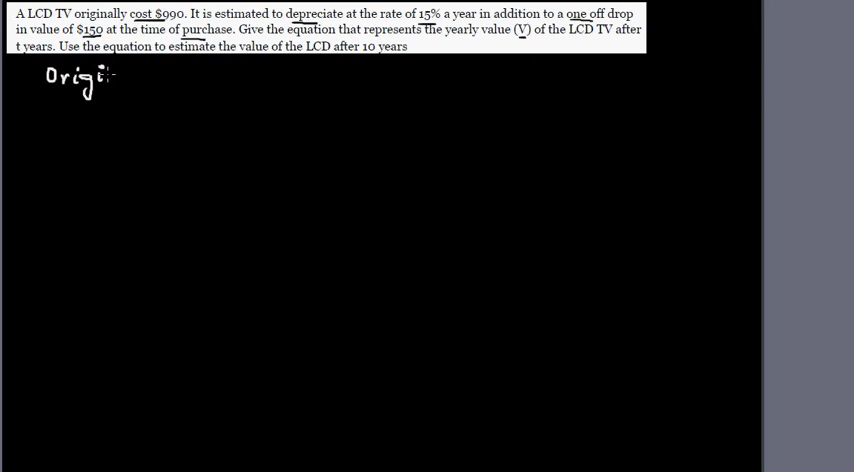 A LCD TV originally cost $990. It is estimated to depreciate at the rate of 15% a year in addition to a one off drop
in value of $150 at the time of purchase. Give the equation that represents the yearly value (V) of the LCD TV after
t years. Use the equation to estimate the value of the LCD after 10 years
Origi